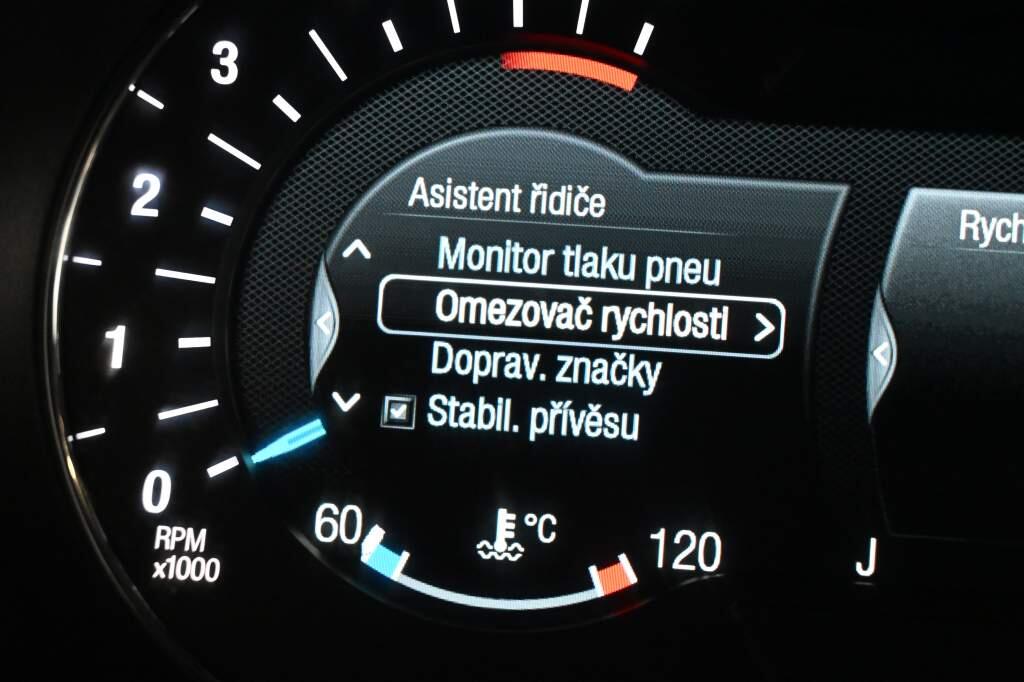 3
2
1
0
RPM
x1000
Asistent řidiče
Monitor tlaku pneu
Omezovač rychlosti
Doprav. značky
Stabil. přívěsu
60
°C
120
Rych
J